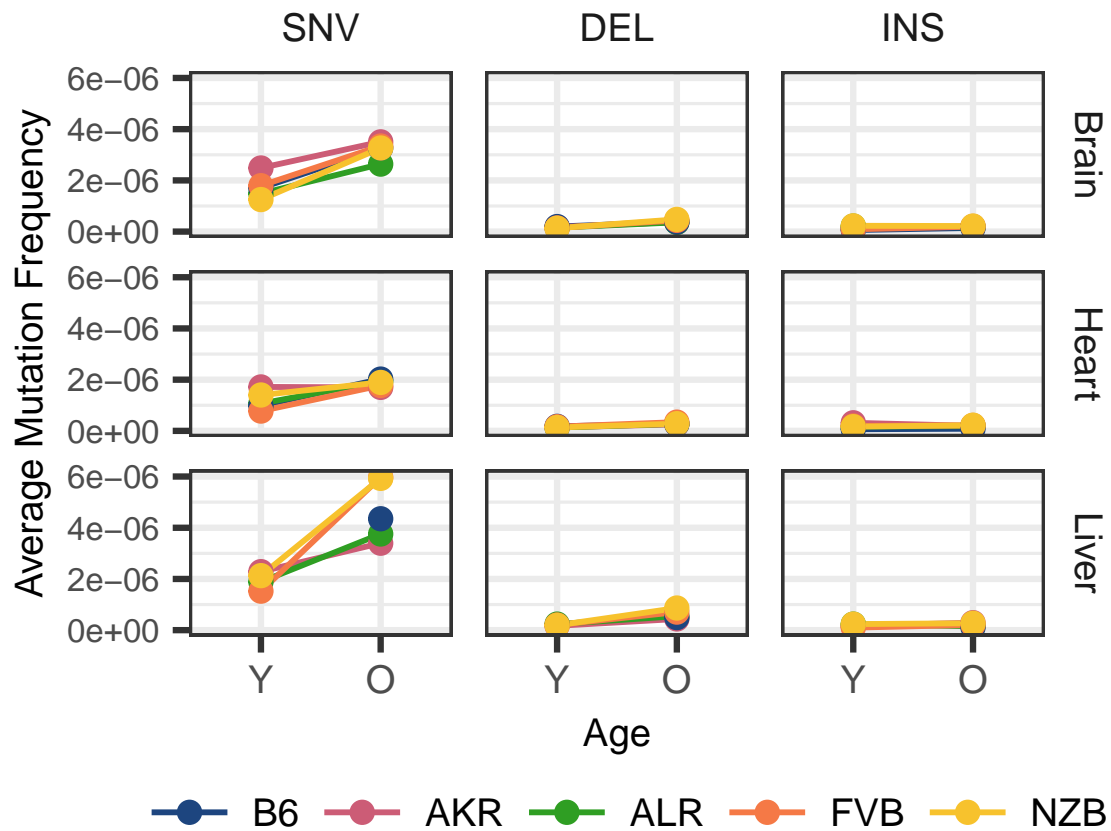 SNV DEL INS
Average Mutation Frequency
6e−06
4e−06
2e−06
0e+00
Brain
6e−06
4e−06
2e−06
0e+00
Heart
6e−06
4e−06
2e−06
0e+00
Liver
Y O Y O Y O
Age
B6 AKR ALR FVB NZB